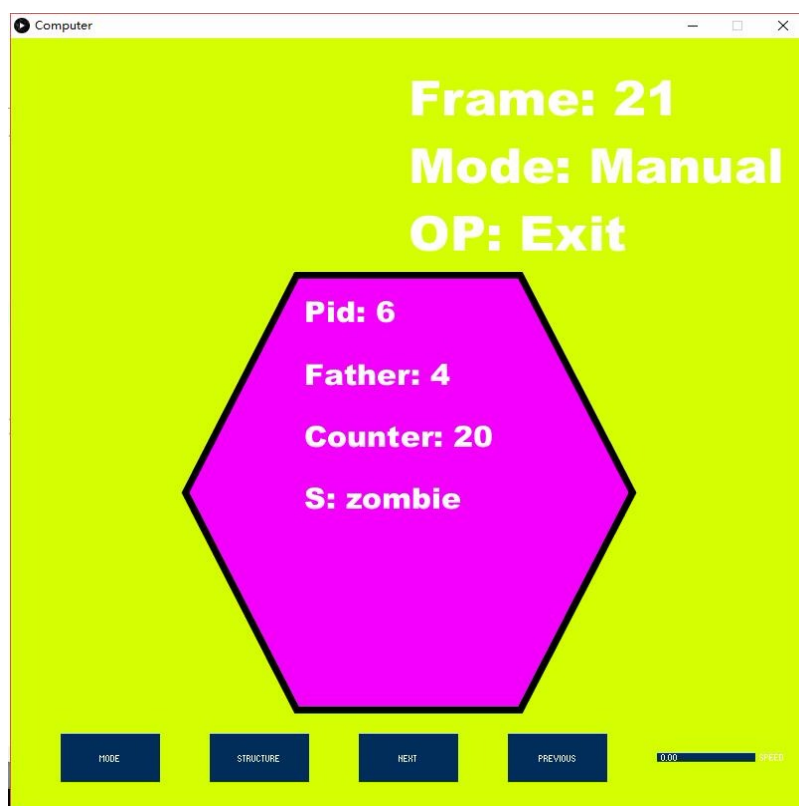 Computer
Frame: 21
Mode: Manual
OP: Exit
Pid: 6
Father: 4
Counter: 20
S: zombie
MODE
STRUCTURE
NEXT
PREVIOUS
0.00 SPEED